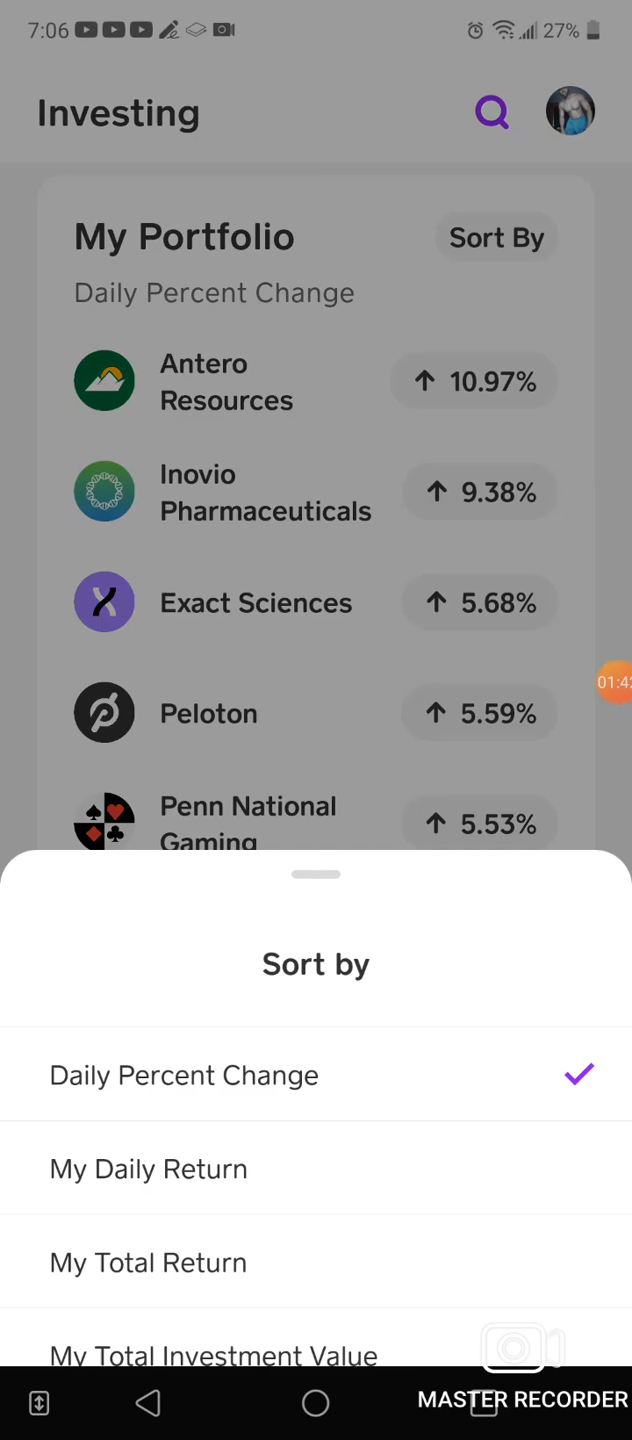 7:06 27%
Investing
My Portfolio Sort By
Daily Percent Change
Antero
Resources
10.97%
Inovio
Pharmaceuticals
9.38%
Exact Sciences 5.68%
Peloton 5.59%
Penn National
Gaming
5.53%
01:42
Sort by
Daily Percent Change
My Daily Return
My Total Return
My Total Investment Value
MASTER RECORDER